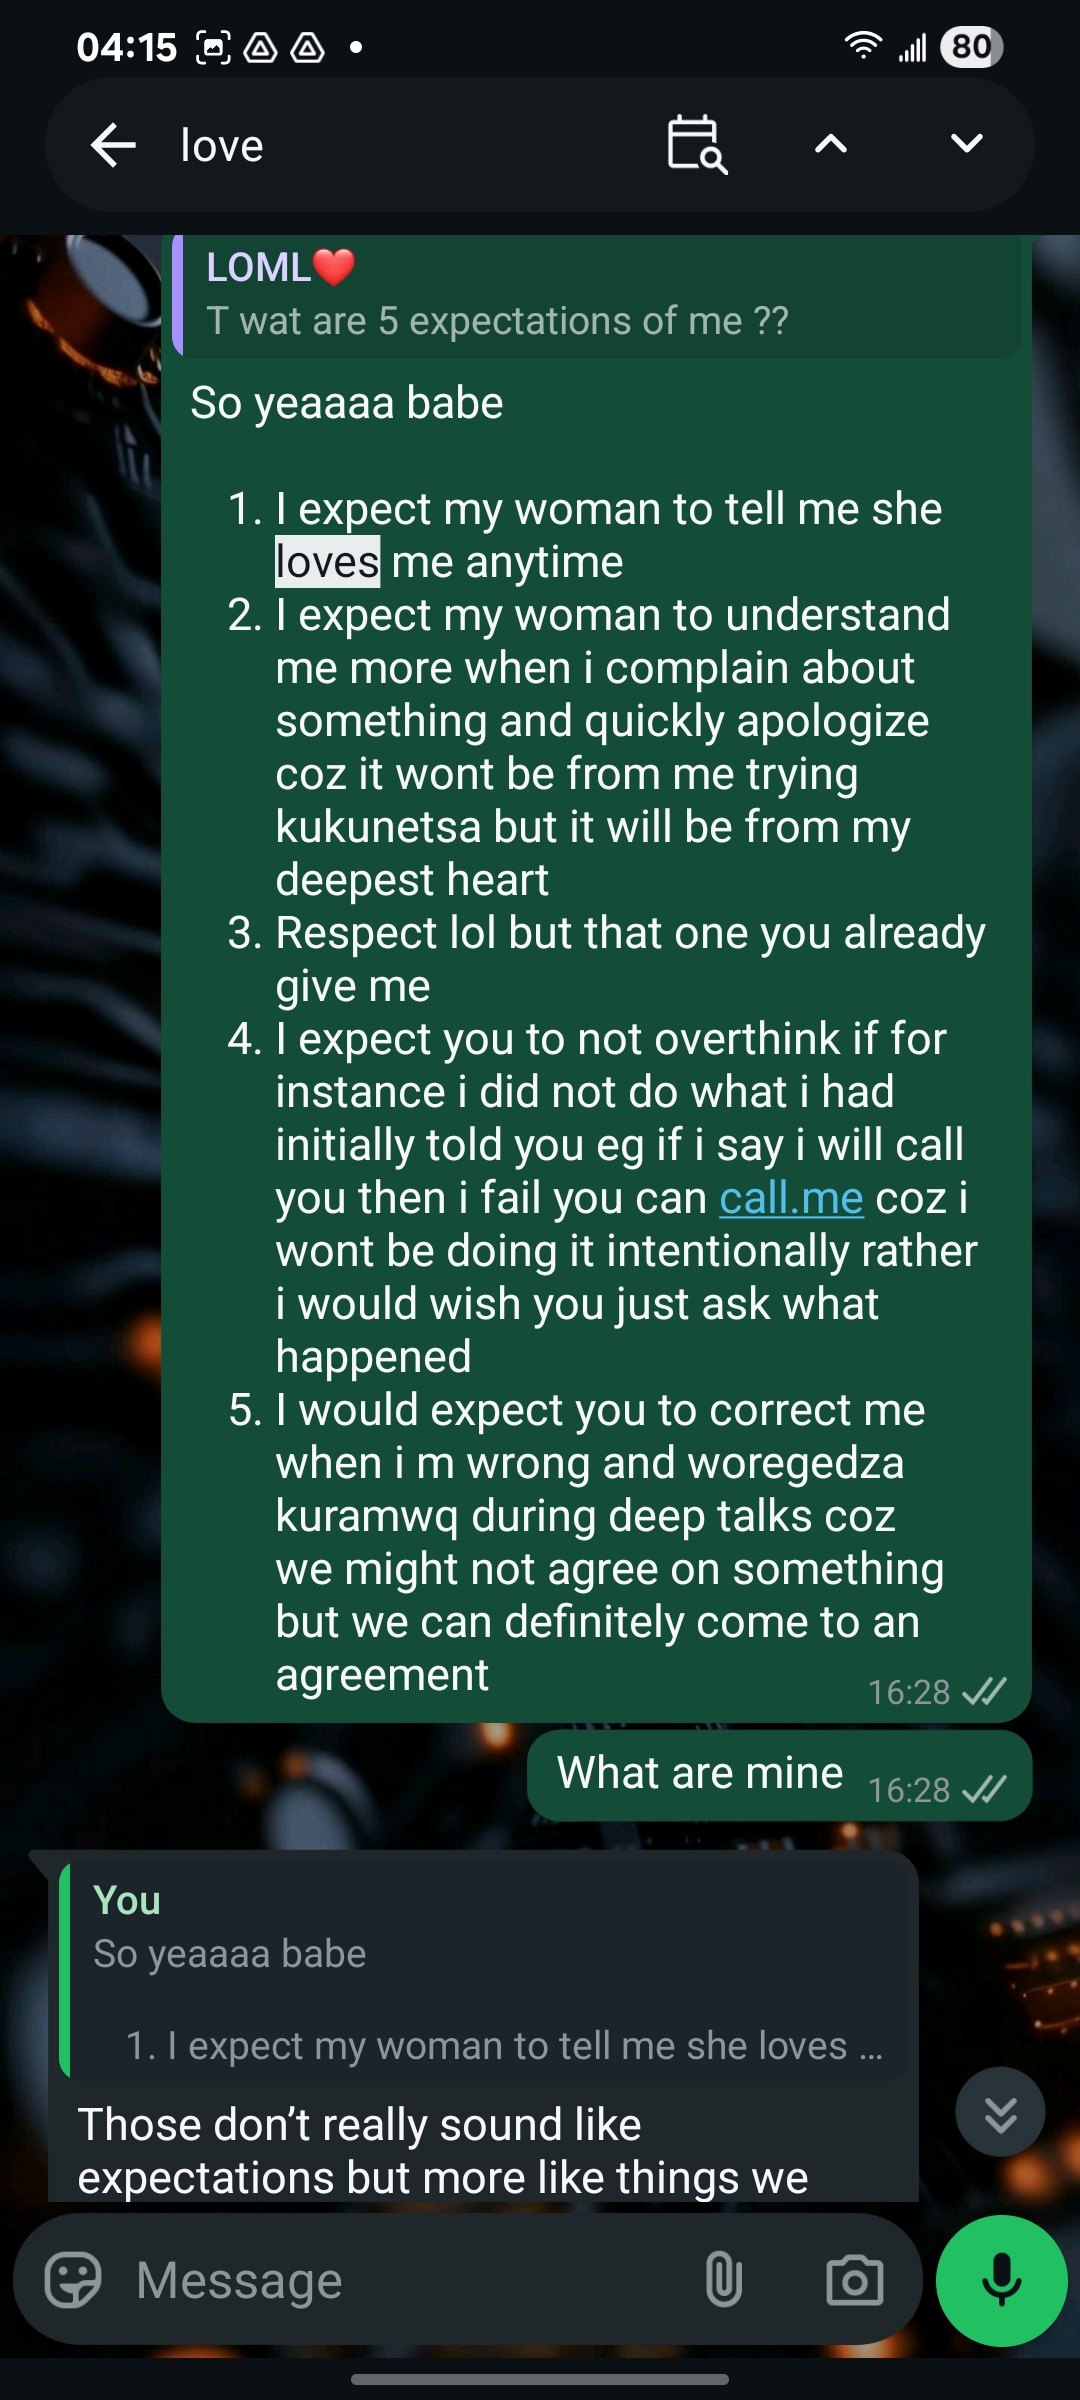 04:15
80
love
LOML❤️
T wat are 5 expectations of me ??
So yeaaaa babe
1. I expect my woman to tell me she
loves me anytime
2. I expect my woman to understand
me more when i complain about
something and quickly apologize
coz it wont be from me trying
kukunetsa but it will be from my
deepest heart
3. Respect lol but that one you already
give me
4. I expect you to not overthink if for
instance i did not do what i had
initially told you eg if i say i will call
you then i fail you can call.me coz i
wont be doing it intentionally rather
i would wish you just ask what
happened
5. I would expect you to correct me
when i m wrong and woregedza
kuramwq during deep talks coz
we might not agree on something
but we can definitely come to an
agreement
16:28
What are mine
16:28
You
So yeaaaa babe
1. I expect my woman to tell me she loves ...
Those don't really sound like
expectations but more like things we
Message